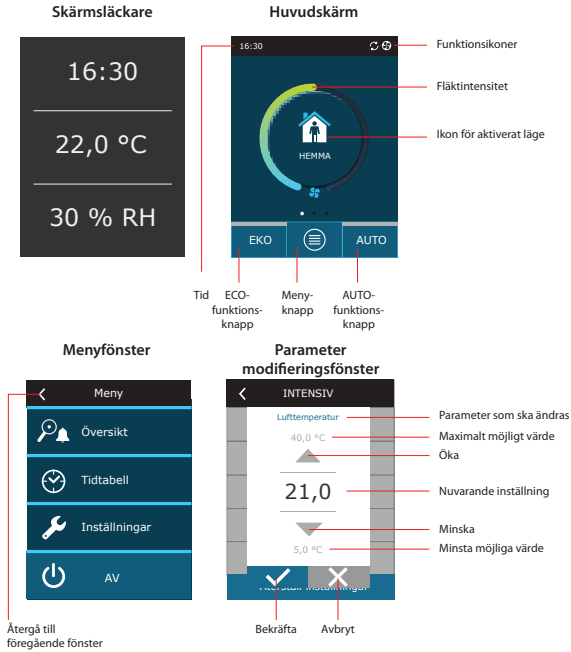 Skärmsläckare
16:30
22,0 °C
30 % RH
Huvudskärm
16:30
HEMMA
EKO
AUTO
Funktionsikoner
Fläktintensitet
Ikon för aktiverat läge
Tid
ECO-
funktions-
knapp
Meny-
knapp
AUTO-
funktions-
knapp
Menyfönster
Meny
Översikt
Tidtabell
Inställningar
AV
Återgå till
föregående fönster
Parameter
modifieringsfönster
INTENSIV
Lufttemperatur
40,0 °C
21,0
5,0 °C
Återställ inställningar
Parameter som ska ändras
Maximalt möjligt värde
Öka
Nuvarande inställning
Minska
Minsta möjliga värde
Bekräfta
Avbryt